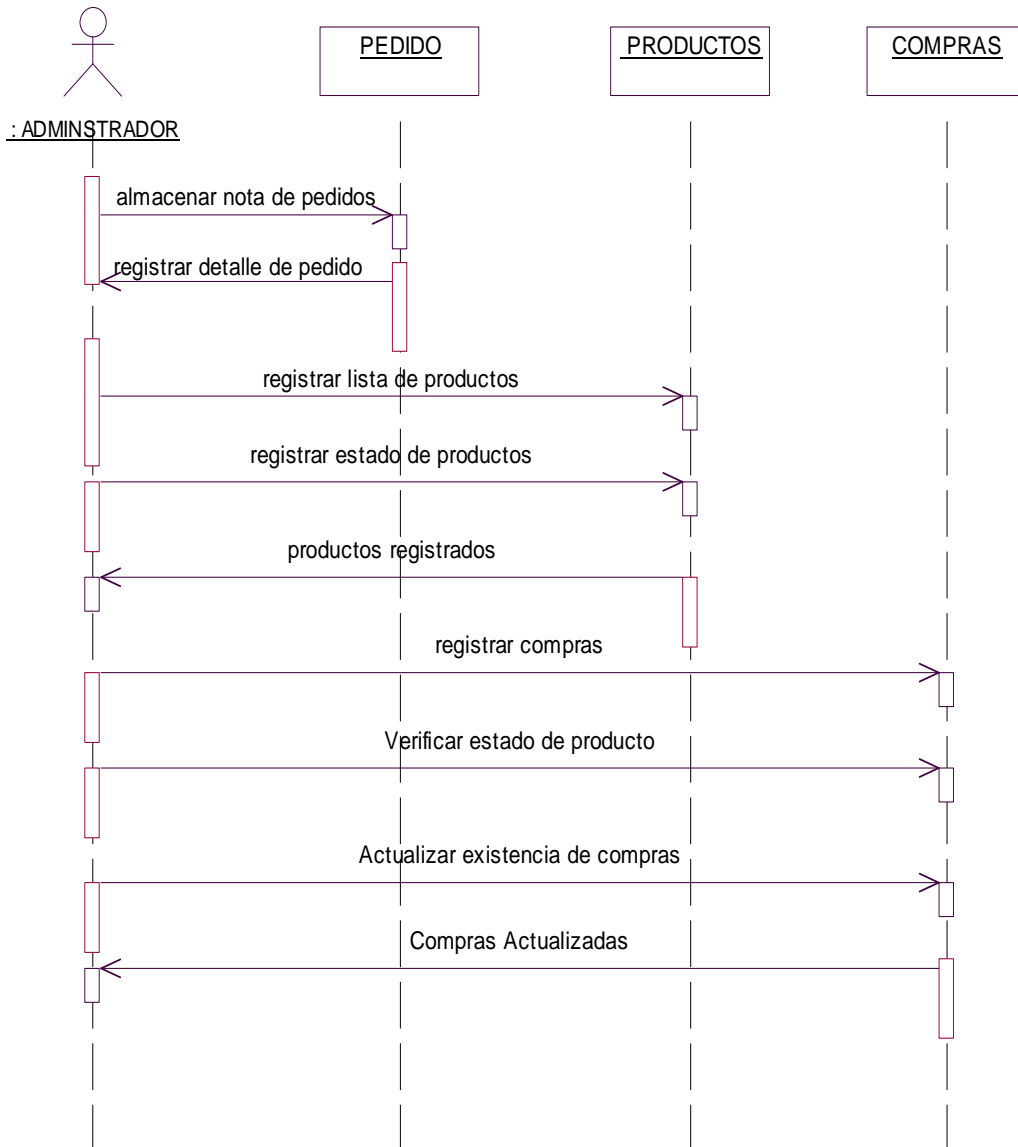 PEDIDO
PRODUCTOS
COMPRAS
: ADMINSTRADOR
almacenar nota de pedidos
registrar detalle de pedido
registrar lista de productos
registrar estado de productos
productos registrados
registrar compras
Verificar estado de producto
Actualizar existencia de compras
Compras Actualizadas